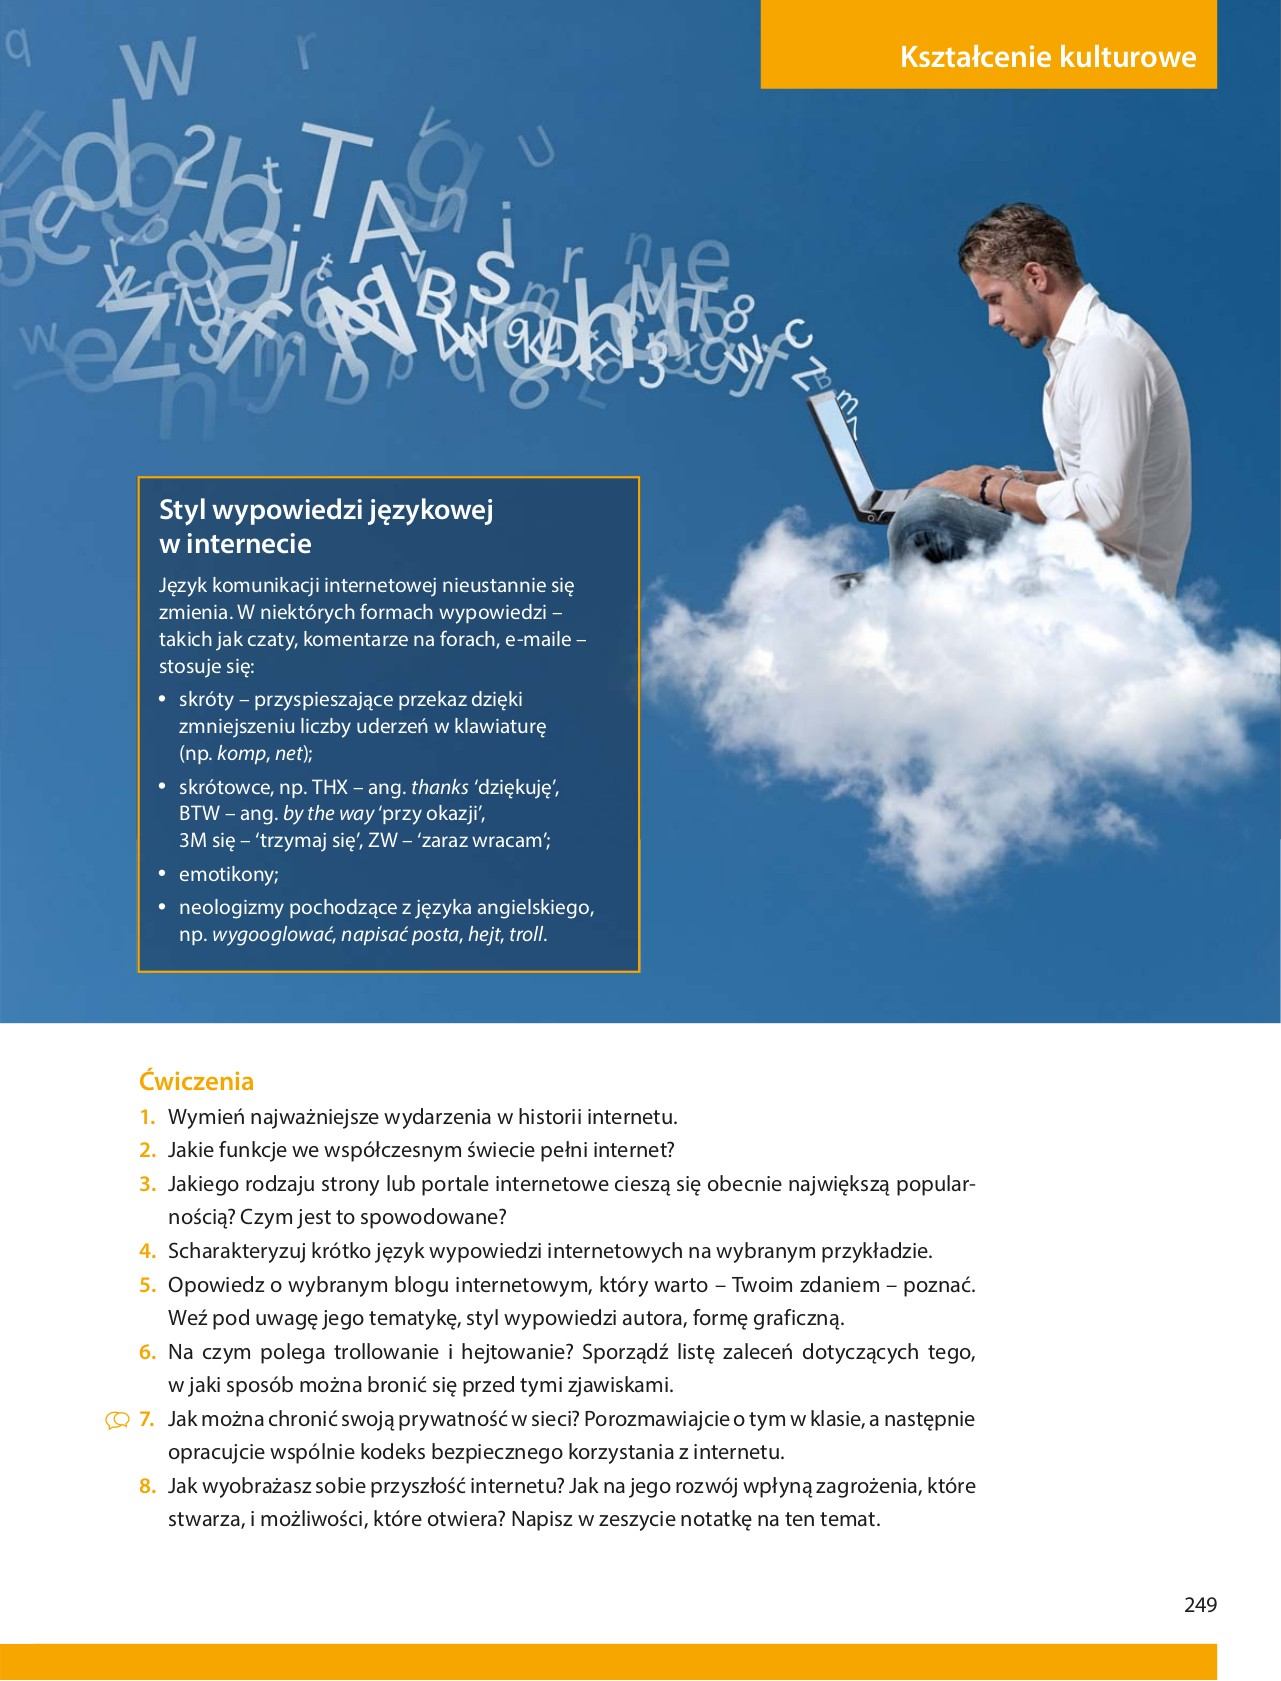 Kształcenie kulturowe
Styl wypowiedzi językowej
w internecie
Język komunikacji internetowej nieustannie się
zmienia. W niektórych formach wypowiedzi –
takich jak czaty, komentarze na forach, e-maile –
stosuje się:
• skróty – przyspieszające przekaz dzięki
zmniejszeniu liczby uderzeń w klawiaturę
(np. komp, net);
• skrótowce, np. THX – ang. thanks ‘dziękuję’,
BTW – ang. by the way ‘przy okazji’,
3M się – ‘trzymaj się’, ZW – ‘zaraz wracam’;
• emotikony;
• neologizmy pochodzące z języka angielskiego,
np. wygooglować, napisać posta, hejt, troll.
Ćwiczenia
1. Wymień najważniejsze wydarzenia w historii internetu.
2. Jakie funkcje we współczesnym świecie pełni internet?
3. Jakiego rodzaju strony lub portale internetowe cieszą się obecnie największą popular-
nością? Czym jest to spowodowane?
4. Scharakteryzuj krótko język wypowiedzi internetowych na wybranym przykładzie.
5. Opowiedz o wybranym blogu internetowym, który warto – Twoim zdaniem – poznać.
Weź pod uwagę jego tematykę, styl wypowiedzi autora, formę graficzną.
6. Na czym polega trollowanie i hejtowanie? Sporządź listę zaleceń dotyczących tego,
w jaki sposób można bronić się przed tymi zjawiskami.
7. Jak można chronić swoją prywatność w sieci? Porozmawiajcie o tym w klasie, a następnie
opracujcie wspólnie kodeks bezpiecznego korzystania z internetu.
8. Jak wyobrażasz sobie przyszłość internetu? Jak na jego rozwój wpłyną zagrożenia, które
stwarza, i możliwości, które otwiera? Napisz w zeszycie notatkę na ten temat.
249